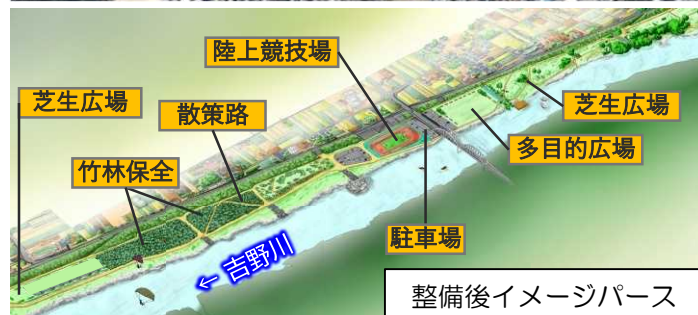 陸上競技場
芝生広場
散策路
芝生広場
多目的広場
竹林保全
駐車場
← 吉野川
整備後イメージパース